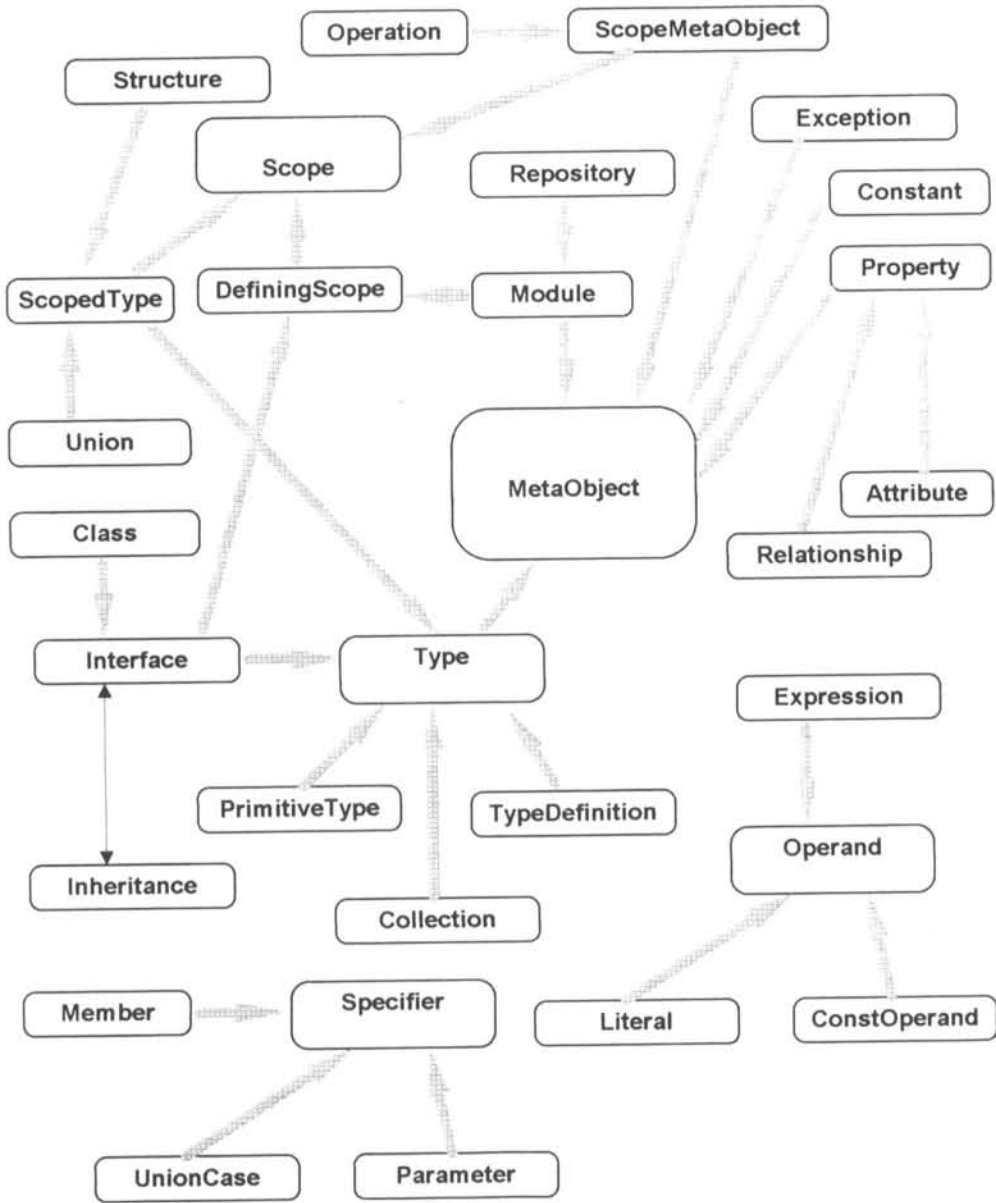 Operation
ScopeMetaObject
Structure
Exception
Scope
Repository
Constant
Property
ScopedType
DefiningScope
Module
Union
MetaObject
Attribute
Class
Relationship
Interface
Type
Expression
PrimitiveType
TypeDefinition
Operand
Inheritance
Collection
Member
Specifier
Literal
ConstOperand
UnionCase
Parameter